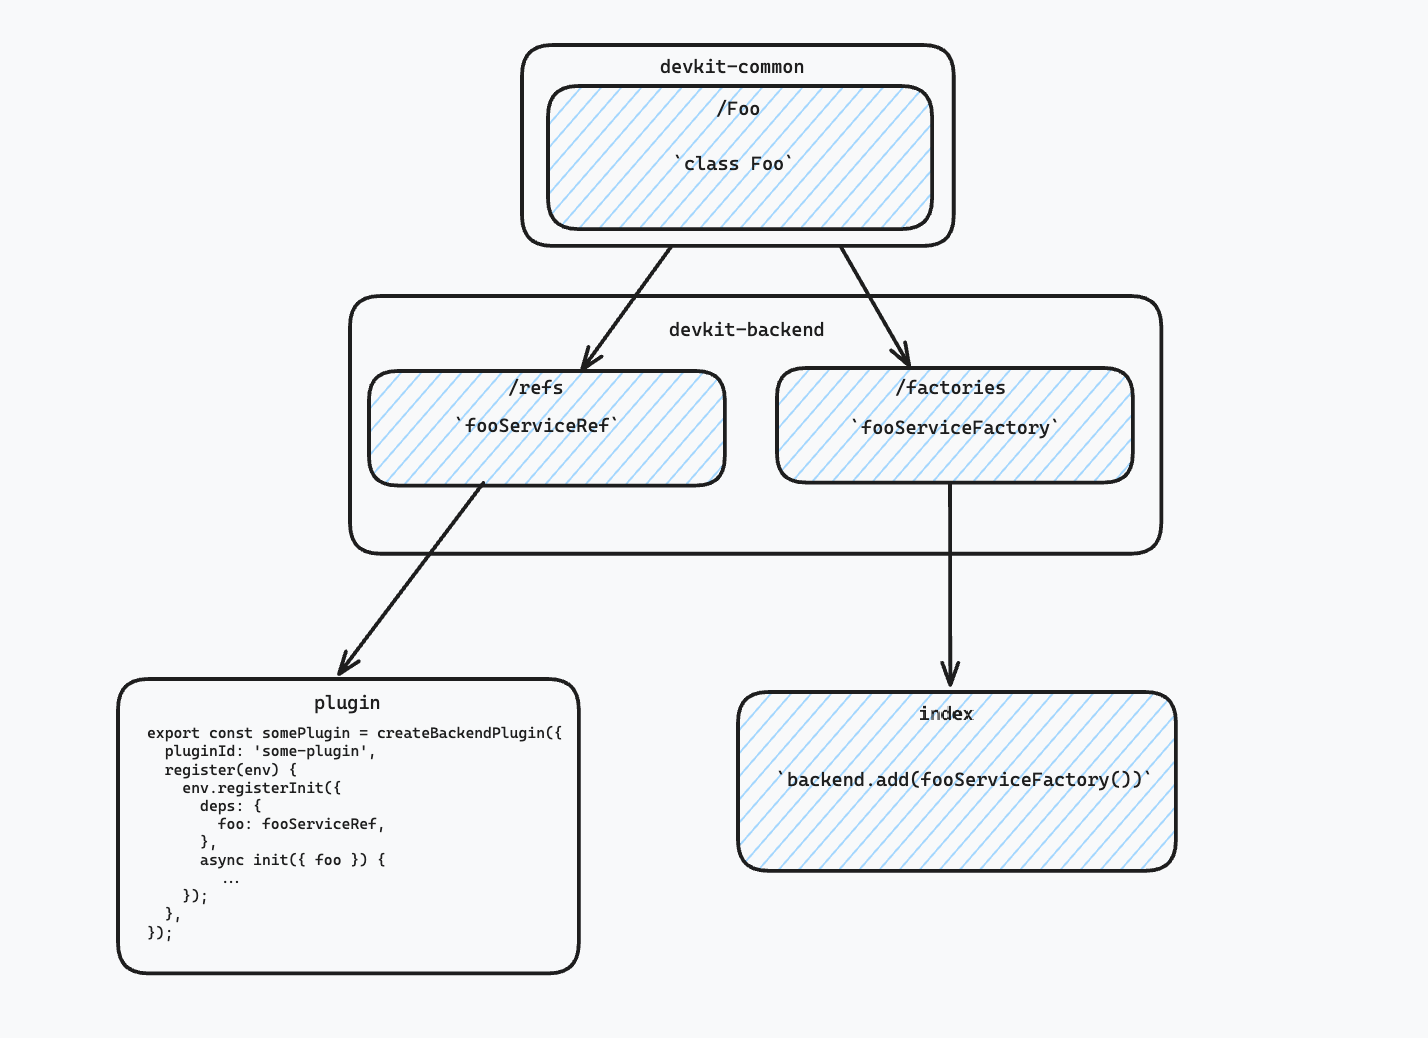 devkit-common
/Foo
`class Foo`
devkit-backend
/refs
`fooServiceRef`
/factories
`fooServiceFactory`
plugin
export const somePlugin = createBackendPlugin({
  pluginId: 'some-plugin',
  register(env) {
    env.registerInit({
      deps: {
        foo: fooServiceRef,
      },
      async init({ foo }) {
        ...
    });
  },
});
index
`backend.add(fooServiceFactory())`